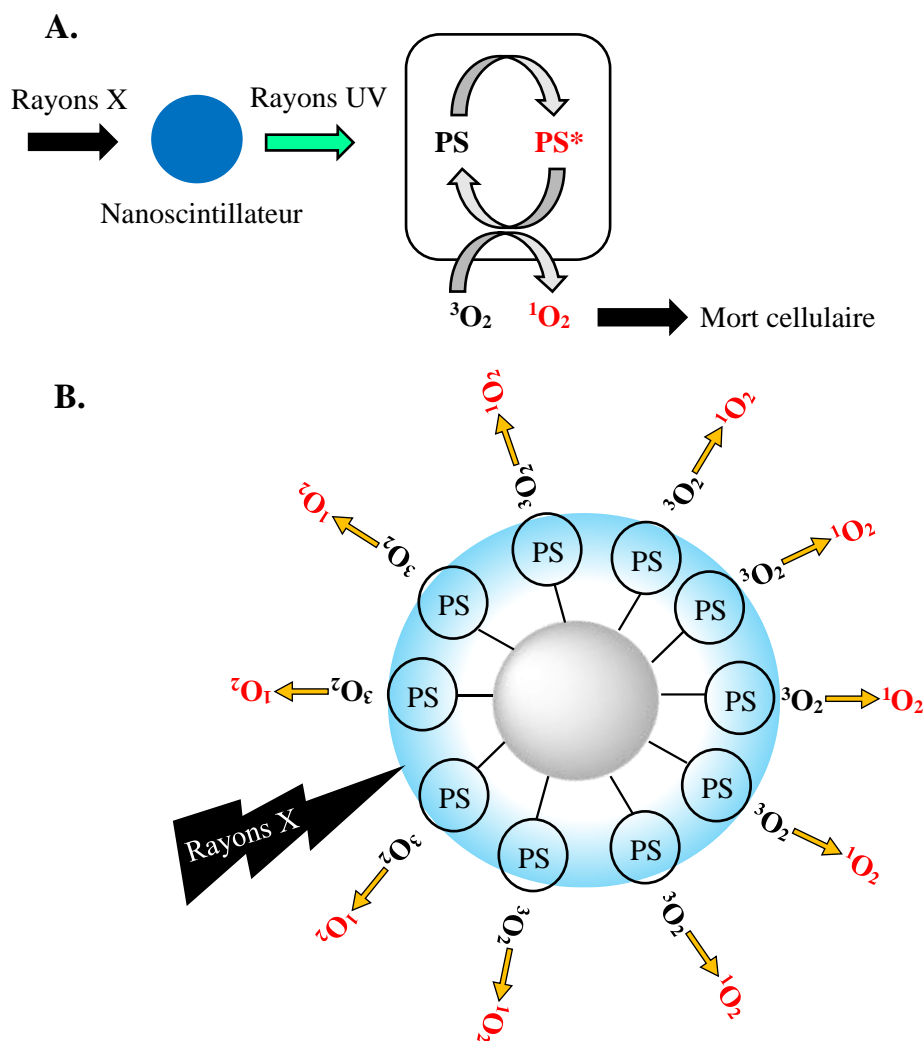 A.
Rayons X
Rayons UV
PS
PS*
Nanoscintillateur
³O₂
¹O₂
Mort cellulaire
B.
¹O₂
¹O₂
³O₂
³O₂
¹O₂
¹O₂
³O₂
³O₂
PS
PS
PS
PS
¹O₂
³O₂
PS
PS
³O₂
¹O₂
PS
PS
Rayons X
³O₂
PS
PS
³O₂
¹O₂
¹O₂
³O₂
³O₂
¹O₂
¹O₂